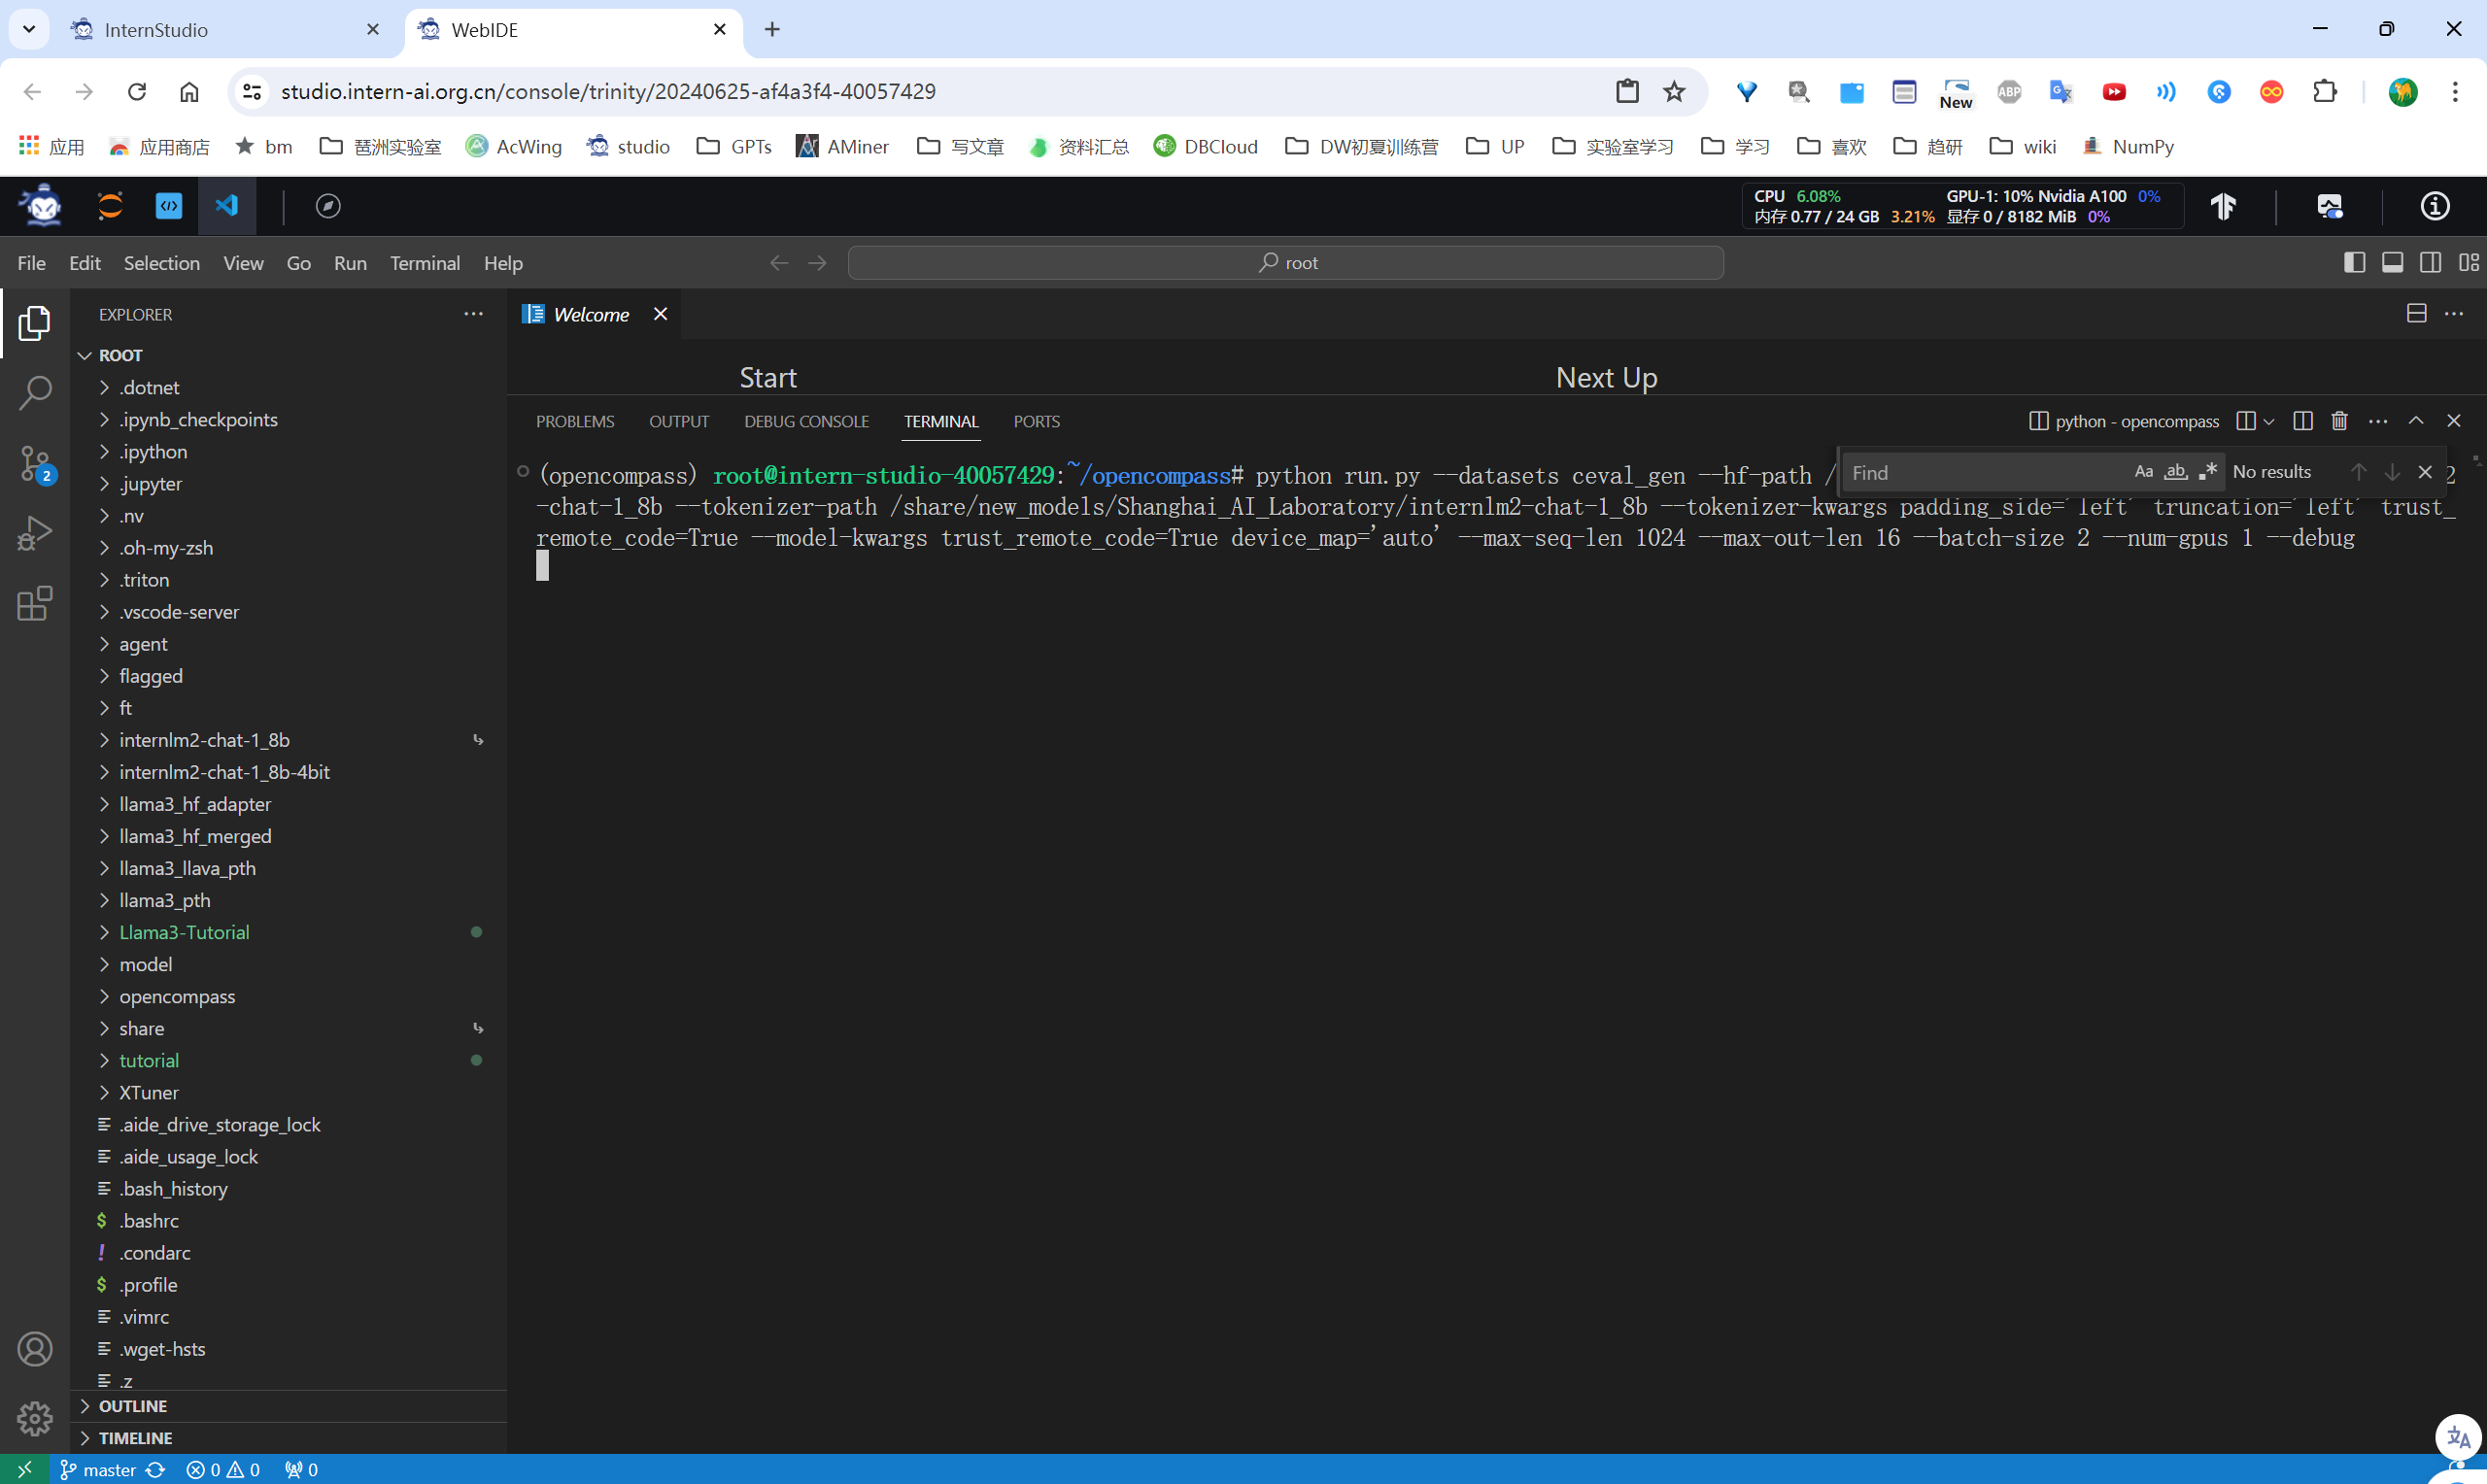 InternStudio
WebIDE
studio.intern-ai.org.cn/console/trinity/20240625-af4a3f4-40057429
New
ABP
应用
应用商店
bm
琶洲实验室
AcWing
studio
GPTs
AMiner
写文章
资料汇总
DBCloud
DW初夏训练营
UP
实验室学习
学习
喜欢
趋研
wiki
NumPy
CPU 6.08% GPU-1: 10% Nvidia A100 0%
内存 0.77 / 24 GB 3.21% 显存 0 / 8182 MiB 0%
File Edit Selection View Go Run Terminal Help
root
EXPLORER
Welcome
ROOT
.dotnet
.ipynb_checkpoints
.ipython
.jupyter
.nv
.oh-my-zsh
.triton
.vscode-server
agent
flagged
ft
internlm2-chat-1_8b
internlm2-chat-1_8b-4bit
llama3_hf_adapter
llama3_hf_merged
llama3_llava_pth
llama3_pth
Llama3-Tutorial
model
opencompass
share
tutorial
XTuner
.aide_drive_storage_lock
.aide_usage_lock
.bash_history
.bashrc
.condarc
.profile
.vimrc
.wget-hsts
.z
OUTLINE
TIMELINE
2
Start
Next Up
PROBLEMS OUTPUT DEBUG CONSOLE TERMINAL PORTS
python - opencompass
Find
Aa ab
No results
(opencompass) root@intern-studio-40057429:~/opencompass# python run.py --datasets ceval_gen --hf-path / 2
-chat-1_8b --tokenizer-path /share/new_models/Shanghai_AI_Laboratory/internlm2-chat-1_8b --tokenizer-kwargs padding_side='left' truncation='left' trust_
remote_code=True --model-kwargs trust_remote_code=True device_map='auto' --max-seq-len 1024 --max-out-len 16 --batch-size 2 --num-gpus 1 --debug
master
0 0
0